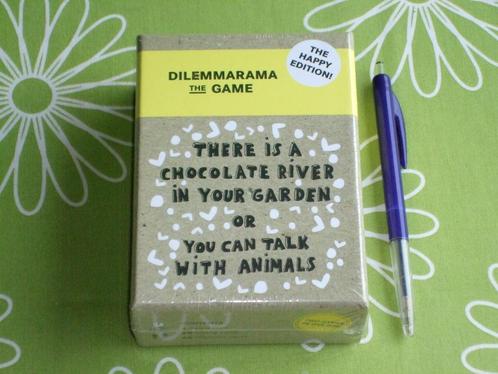 THE
HAPPY
EDITION!
DILEMMARAMA
THE GAME
THERE IS A
CHOCOLATE RIVER
IN YOUR GARDEN
OR
YOU CAN TALK
WITH ANIMALS